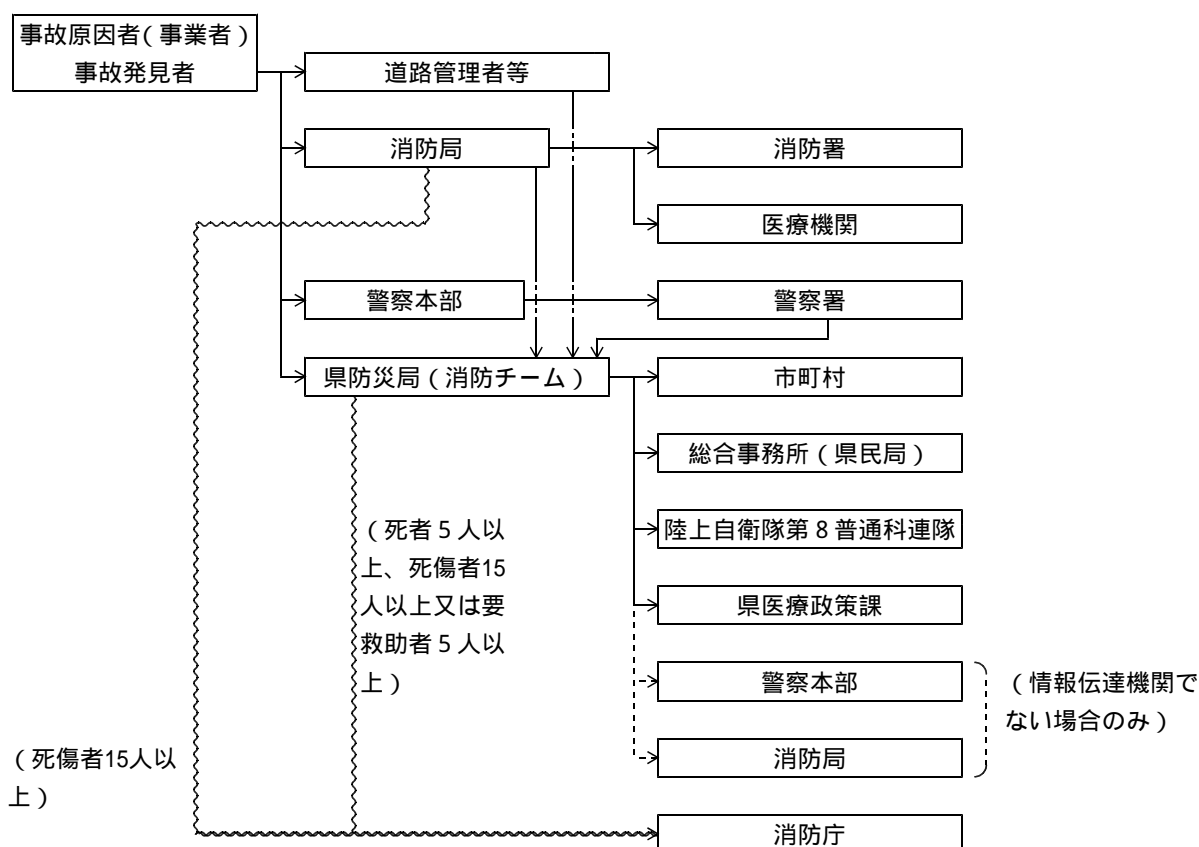 事故原因者(事業者)
事故発見者
道路管理者等
消防局
消防署
医療機関
警察本部
警察署
県防災局(消防チーム)
市町村
総合事務所(県民局)
(死者5人以
上、死傷者15
人以上又は要
救助者5人以
上)
陸上自衛隊第8普通科連隊
県医療政策課
警察本部
(情報伝達機関で
ない場合のみ)
消防局
(死傷者15人以
上)
消防庁